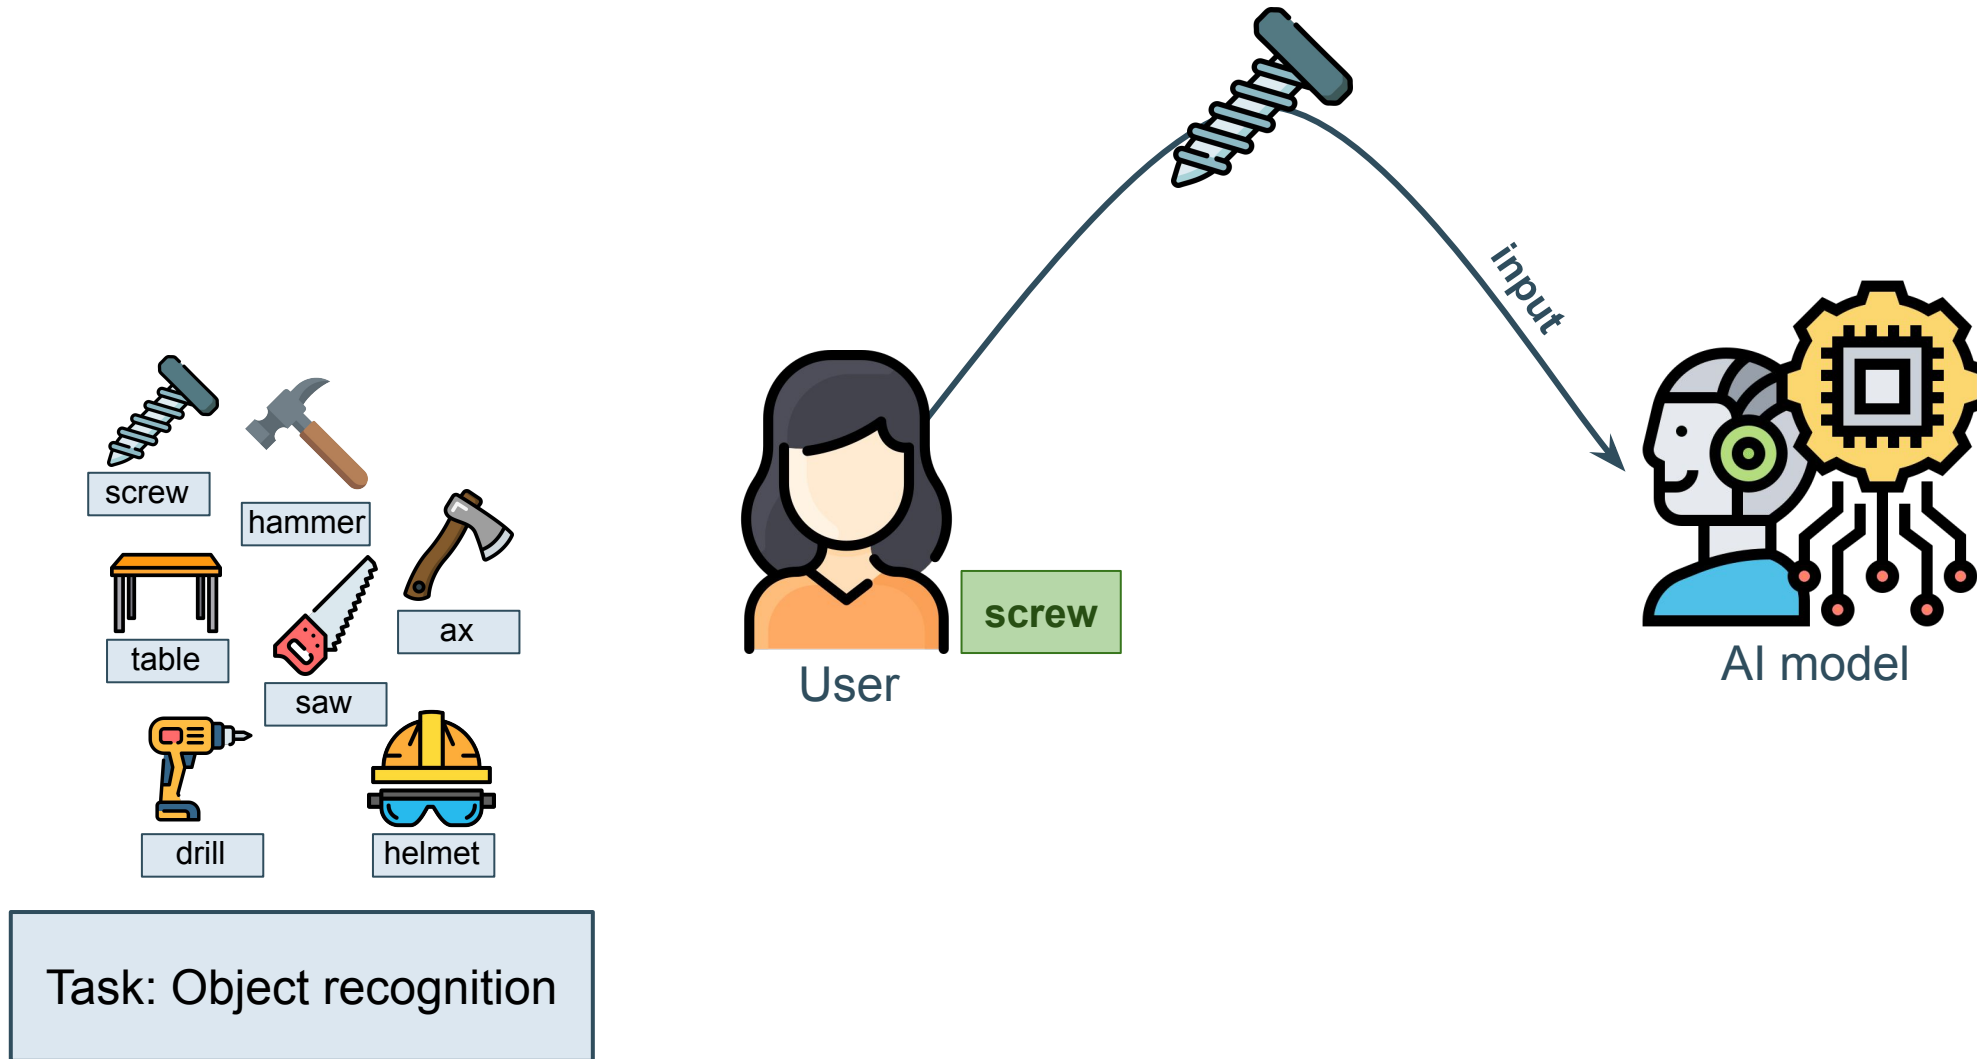 input
screw
hammer
ax
table
saw
drill
helmet
Task: Object recognition
screw
User
AI model